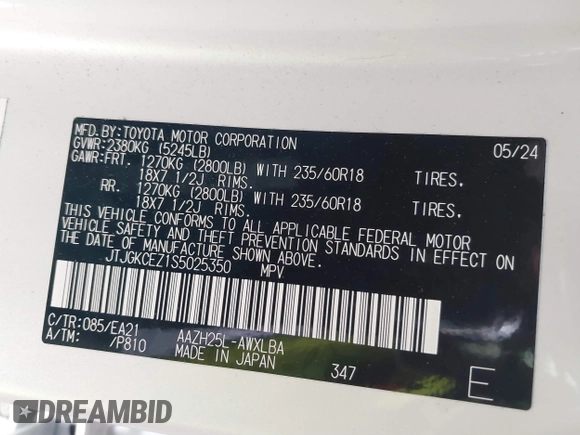 MFD.BY:TOYOTA MOTOR CORPORATION 05/24
GVWR:2380KG (5245LB)
GAWR:FRT. 1270KG (2800LB) WITH 235/60R18 TIRES.
18X7 1/2J RIMS.
RR. 1270KG (2800LB) WITH 235/60R18 TIRES.
18X7 1/2J RIMS.
THIS VEHICLE CONFORMS TO ALL APPLICABLE FEDERAL MOTOR
VEHICLE SAFETY AND THEFT PREVENTION STANDARDS IN EFFECT ON
THE DATE OF MANUFACTURE SHOWN ABOVE.
JTJGKCEZ1S5025350 MPV
C/TR:085/EA21 AAZH25L-AWXLBA
A/TM: /P810 MADE IN JAPAN 347 E
DREAMBID